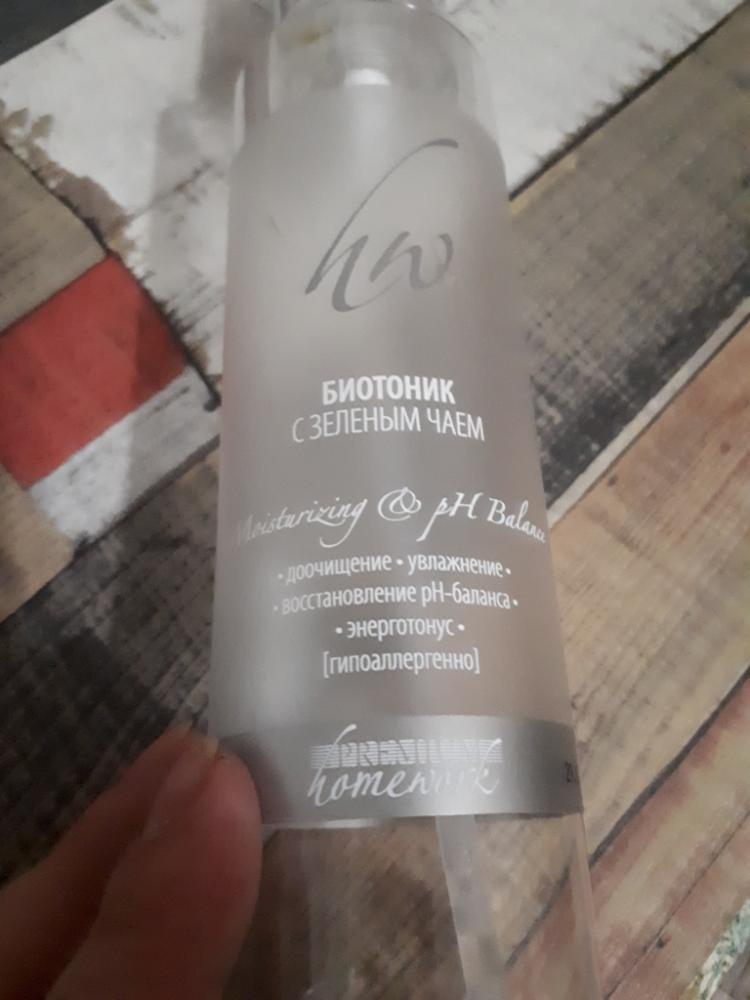 hw
БИОТОНИК
С ЗЕЛЕНЫМ ЧАЕМ
Moisturizing & pH Balance
• доочищение • увлажнение •
• восстановление pH-баланса •
• энерготонус •
[гипоаллергенно]
homework